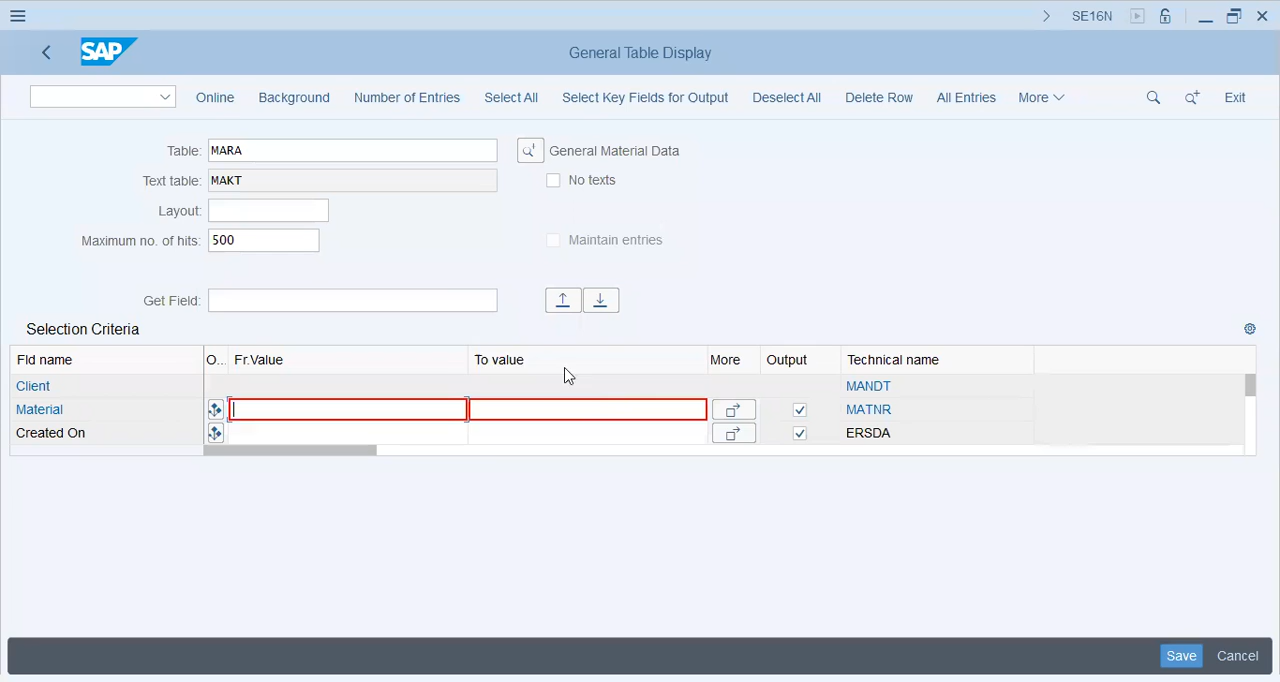 SE16N
SAP General Table Display
Online Background Number of Entries Select All Select Key Fields for Output Deselect All Delete Row All Entries More Exit
Table: MARA General Material Data
Text table: MAKT No texts
Layout:
Maximum no. of hits: 500 Maintain entries
Get Field:
Selection Criteria
Fld name O... Fr.Value To value More Output Technical name
Client MANDT
Material MATNR
Created On ERSDA
Save Cancel